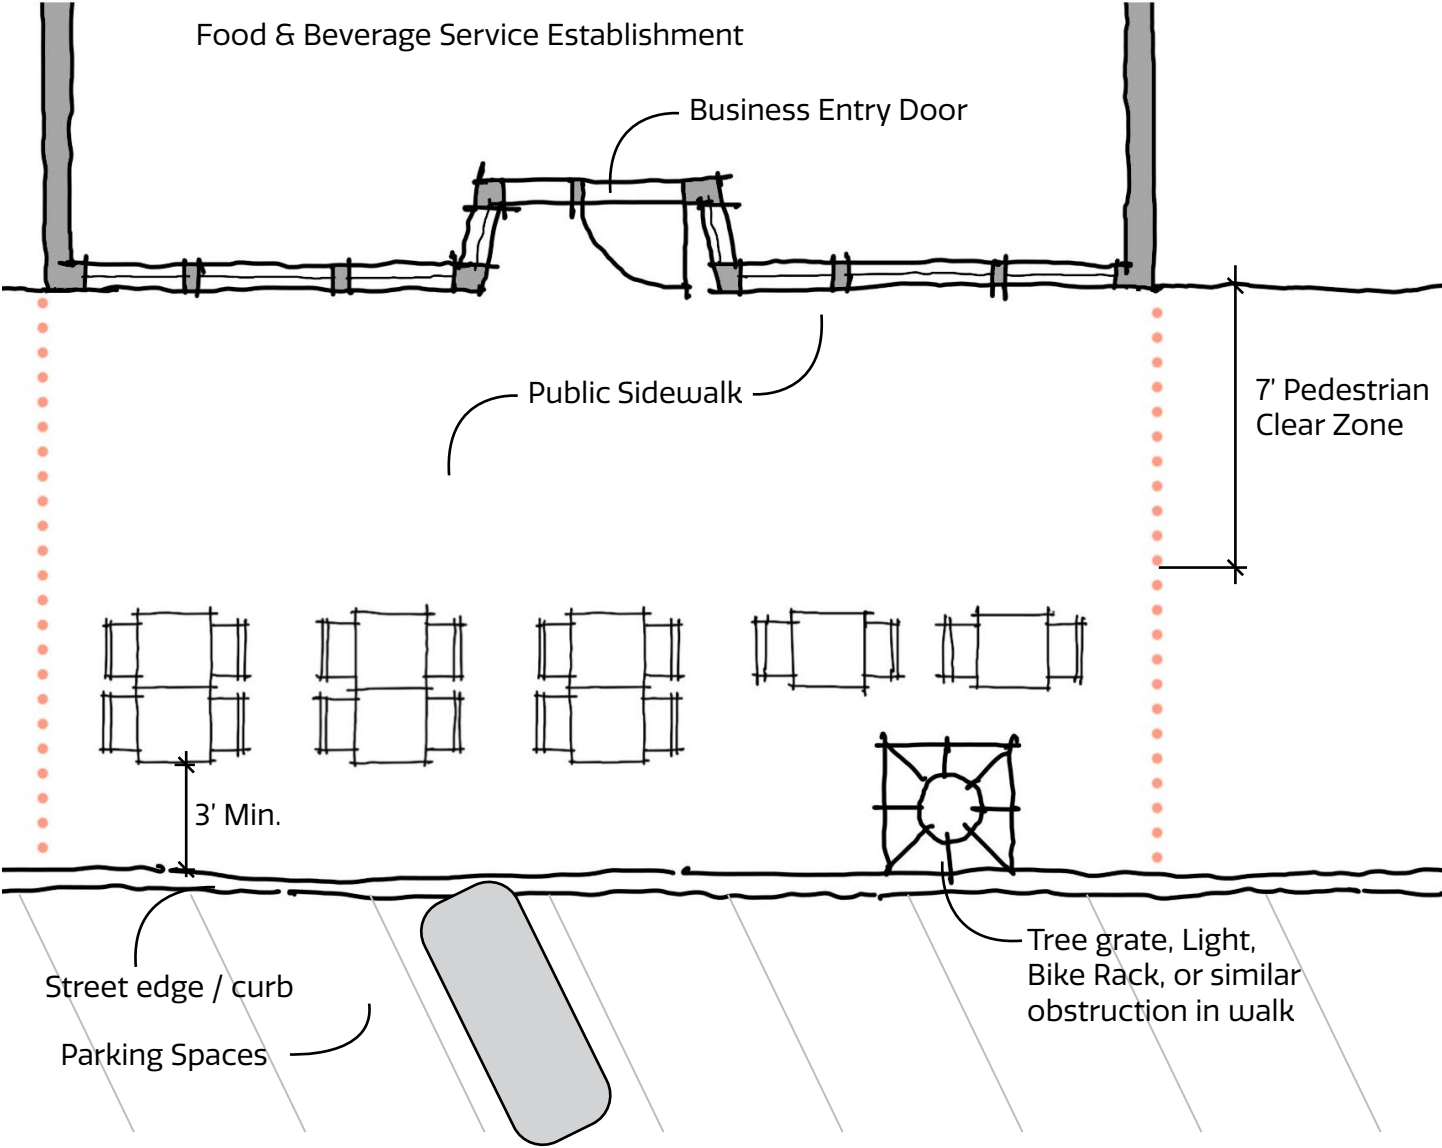 Food & Beverage Service Establishment
Business Entry Door
Public Sidewalk
7' Pedestrian
Clear Zone
3' Min.
Street edge / curb
Parking Spaces
Tree grate, Light,
Bike Rack, or similar
obstruction in walk